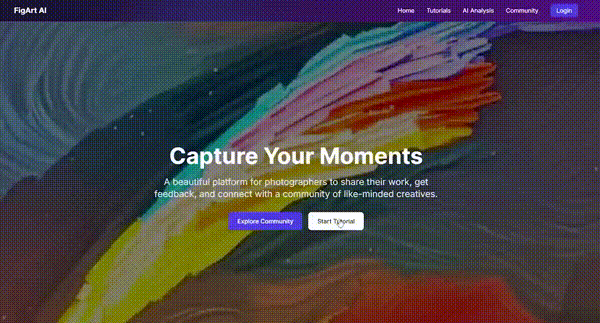 FigArt AI
Home Tutorials AI Analysis Community Login
Capture Your Moments
A beautiful platform for photographers to share their work, get
feedback, and connect with a community of like-minded creatives.
Explore Community Start Tutorial